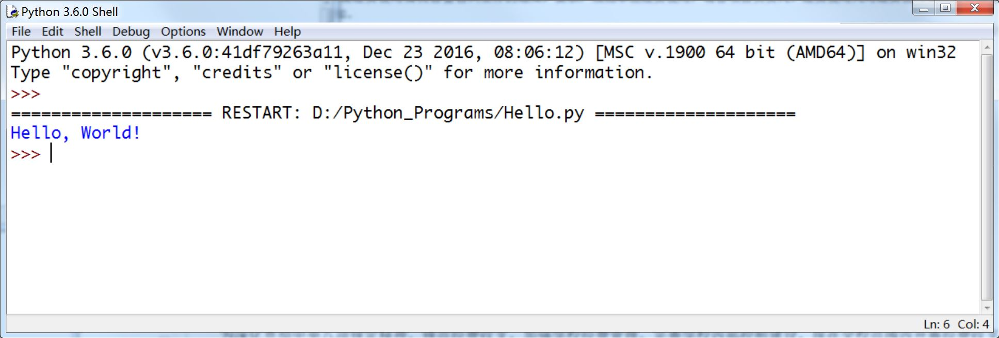 Python 3.6.0 Shell
File Edit Shell Debug Options Window Help
Python 3.6.0 (v3.6.0:41df79263a11, Dec 23 2016, 08:06:12) [MSC v.1900 64 bit (AMD64)] on win32
Type "copyright", "credits" or "license()" for more information.
>>>
==================== RESTART: D:/Python_Programs/Hello.py ====================
Hello, World!
>>>
Ln: 6 Col: 4